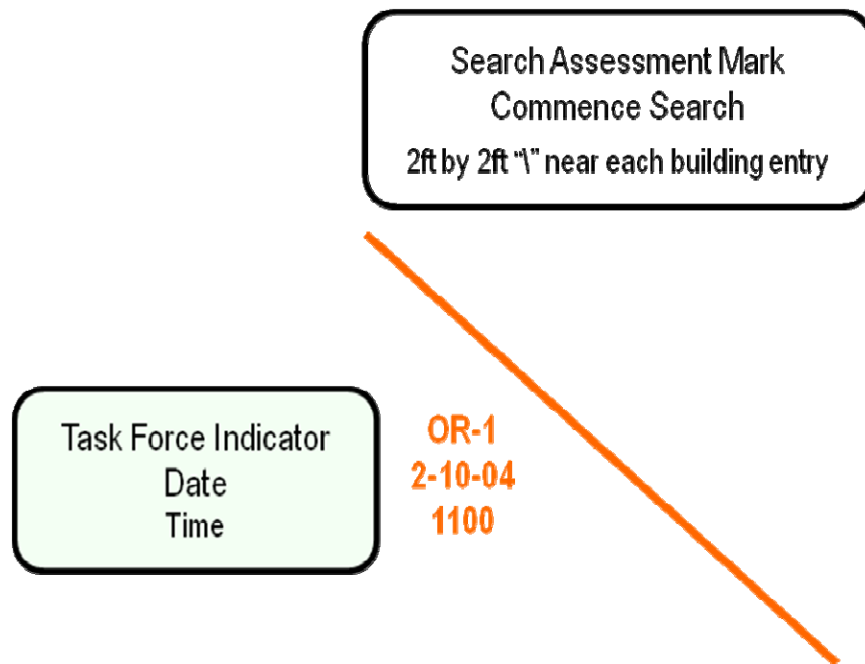 Search Assessment Mark
Commence Search
2ft by 2ft "\" near each building entry
Task Force Indicator
Date
Time
OR-1
2-10-04
1100